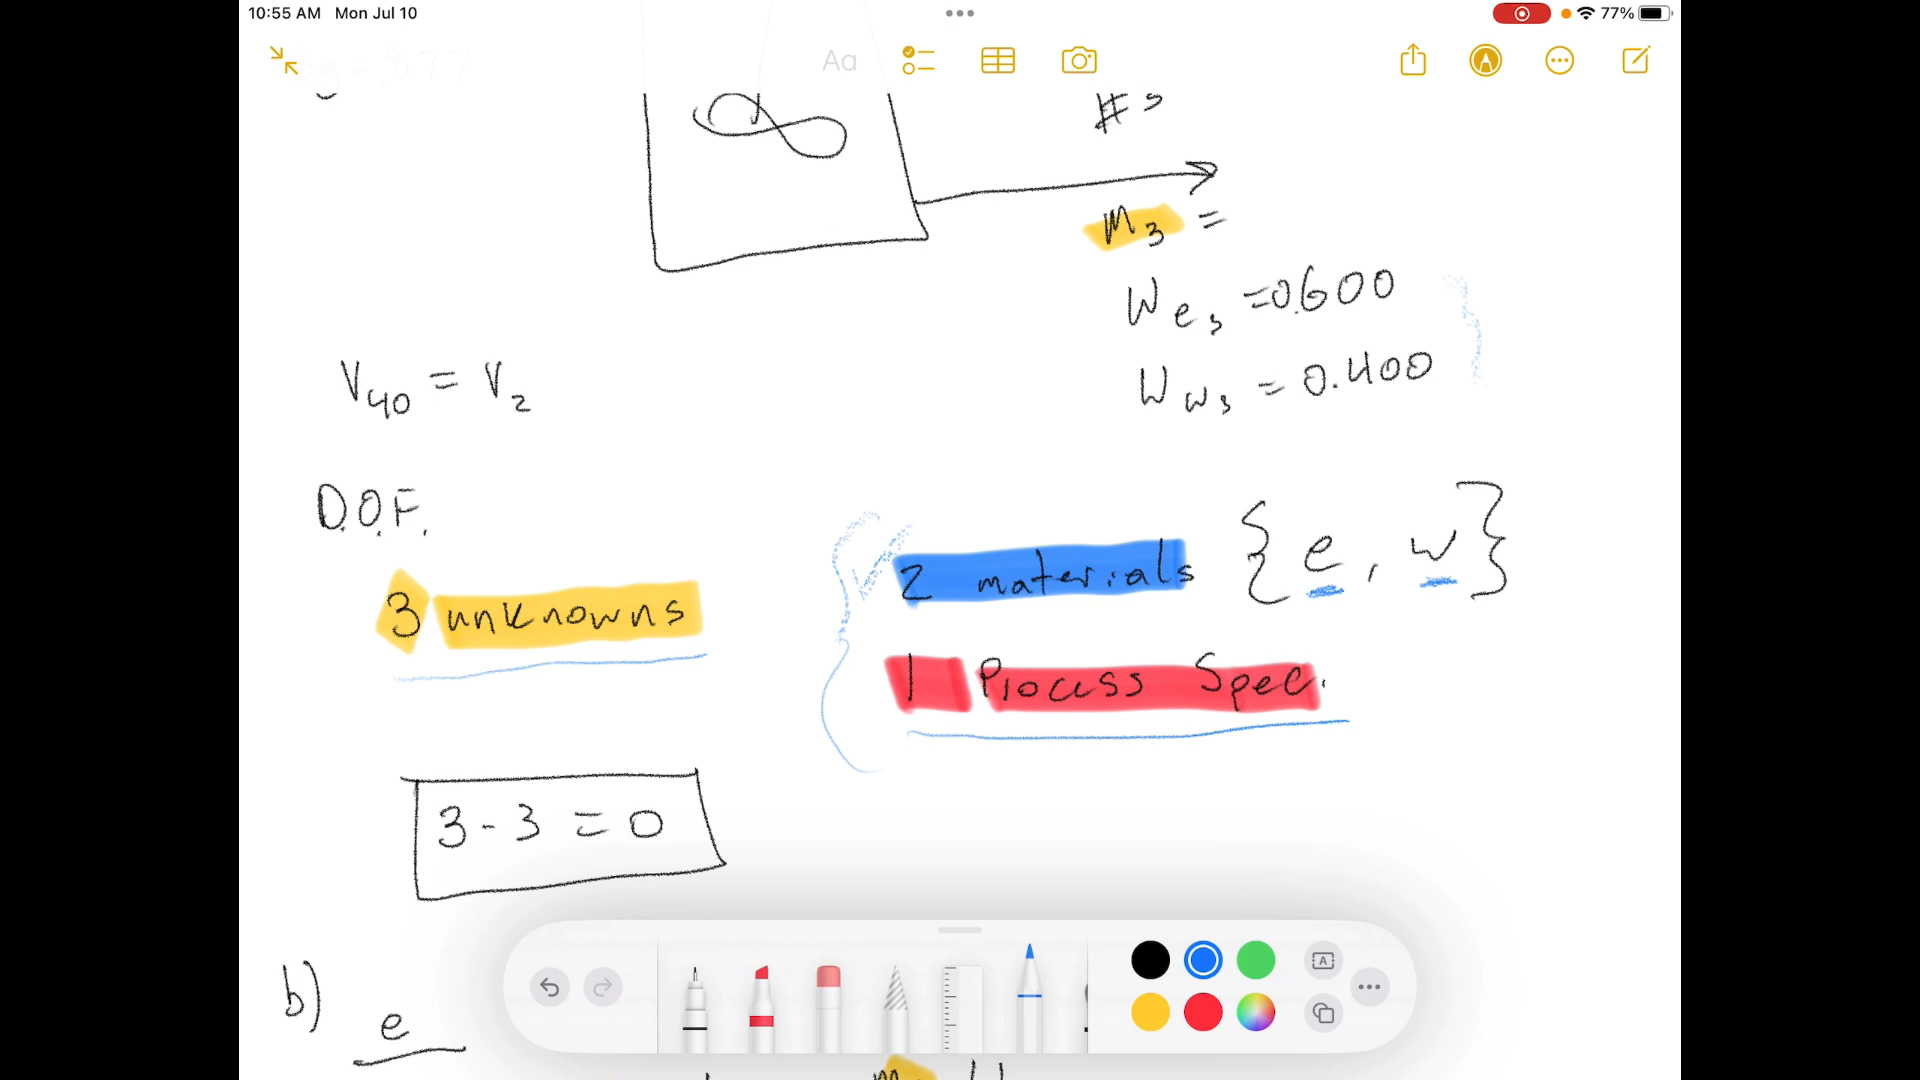 10:55 AM Mon Jul 10
77%
Aa
#3
m3 =
We3 =0.600
Ww3 = 0.400
V40 = V2
D.O.F.
2 materials {e, w}
3 unknowns
1 Process Spec.
3-3 = 0
b)
e